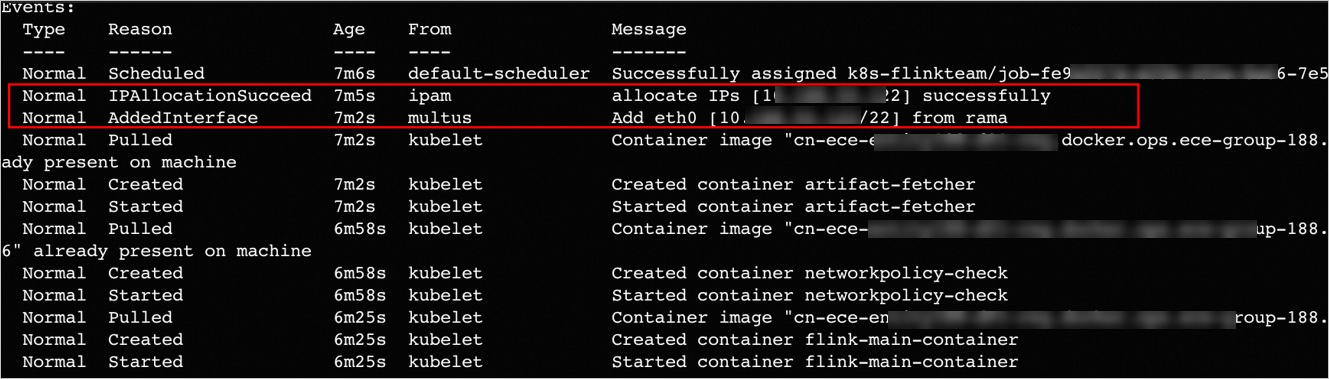 Events:
Type Reason Age From Message
---- ------ ---- ---- -------
Normal Scheduled 7m6s default-scheduler Successfully assigned k8s-flinkteam/job-fe9 6-7e5
Normal IPAllocationSucceed 7m5s ipam allocate IPs [10 22] successfully
Normal AddedInterface 7m2s multus Add eth0 [10. /22] from rama
Normal Pulled 7m2s kubelet Container image "cn-ece-e docker.ops.ece-group-188.
ady present on machine
Normal Created 7m2s kubelet Created container artifact-fetcher
Normal Started 7m2s kubelet Started container artifact-fetcher
Normal Pulled 6m58s kubelet Container image "cn-ece- up-188.
6" already present on machine
Normal Created 6m58s kubelet Created container networkpolicy-check
Normal Started 6m58s kubelet Started container networkpolicy-check
Normal Pulled 6m25s kubelet Container image "cn-ece-en roup-188.
Normal Created 6m25s kubelet Created container flink-main-container
Normal Started 6m25s kubelet Started container flink-main-container